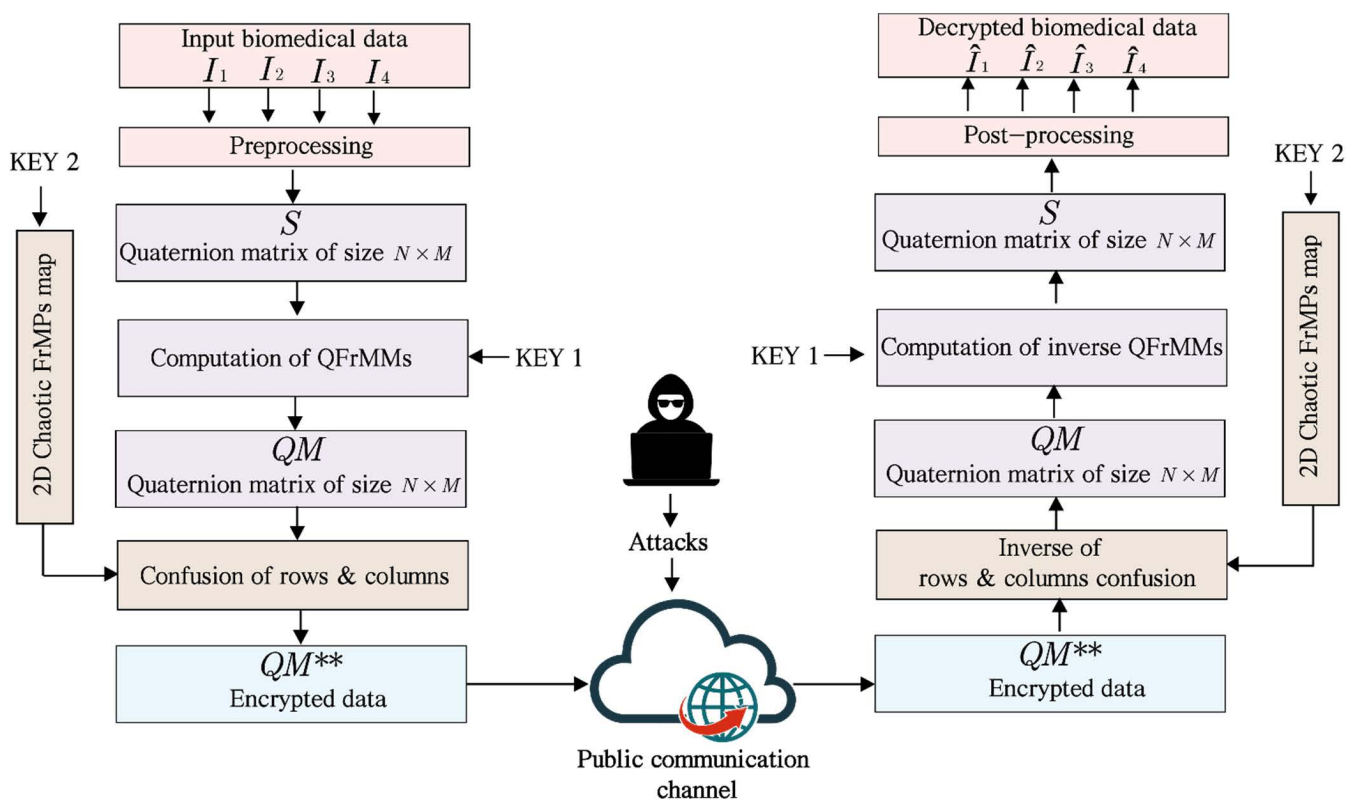 Input biomedical data
I₁ I₂ I₃ I₄
Preprocessing
KEY 2
S
Quaternion matrix of size N × M
2D Chaotic FrMPs map
Computation of QFrMMs
KEY 1
QM
Quaternion matrix of size N × M
Confusion of rows & columns
QM**
Encrypted data
Attacks
Public communication
channel
Decrypted biomedical data
Î₁ Î₂ Î₃ Î₄
Post−processing
KEY 2
S
Quaternion matrix of size N × M
2D Chaotic FrMPs map
KEY 1
Computation of inverse QFrMMs
QM
Quaternion matrix of size N × M
Inverse of
rows & columns confusion
QM**
Encrypted data